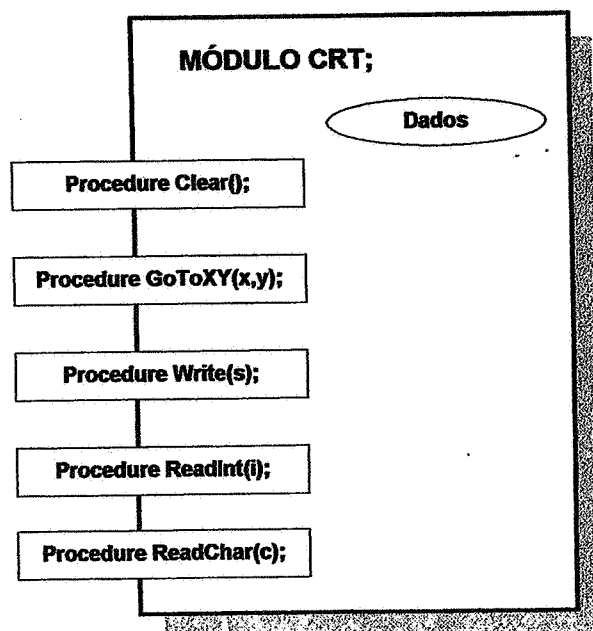 MÓDULO CRT;
Dados
Procedure Clear();
Procedure GoToXY(x,y);
Procedure Write(s);
Procedure ReadInt(i);
Procedure ReadChar(c);